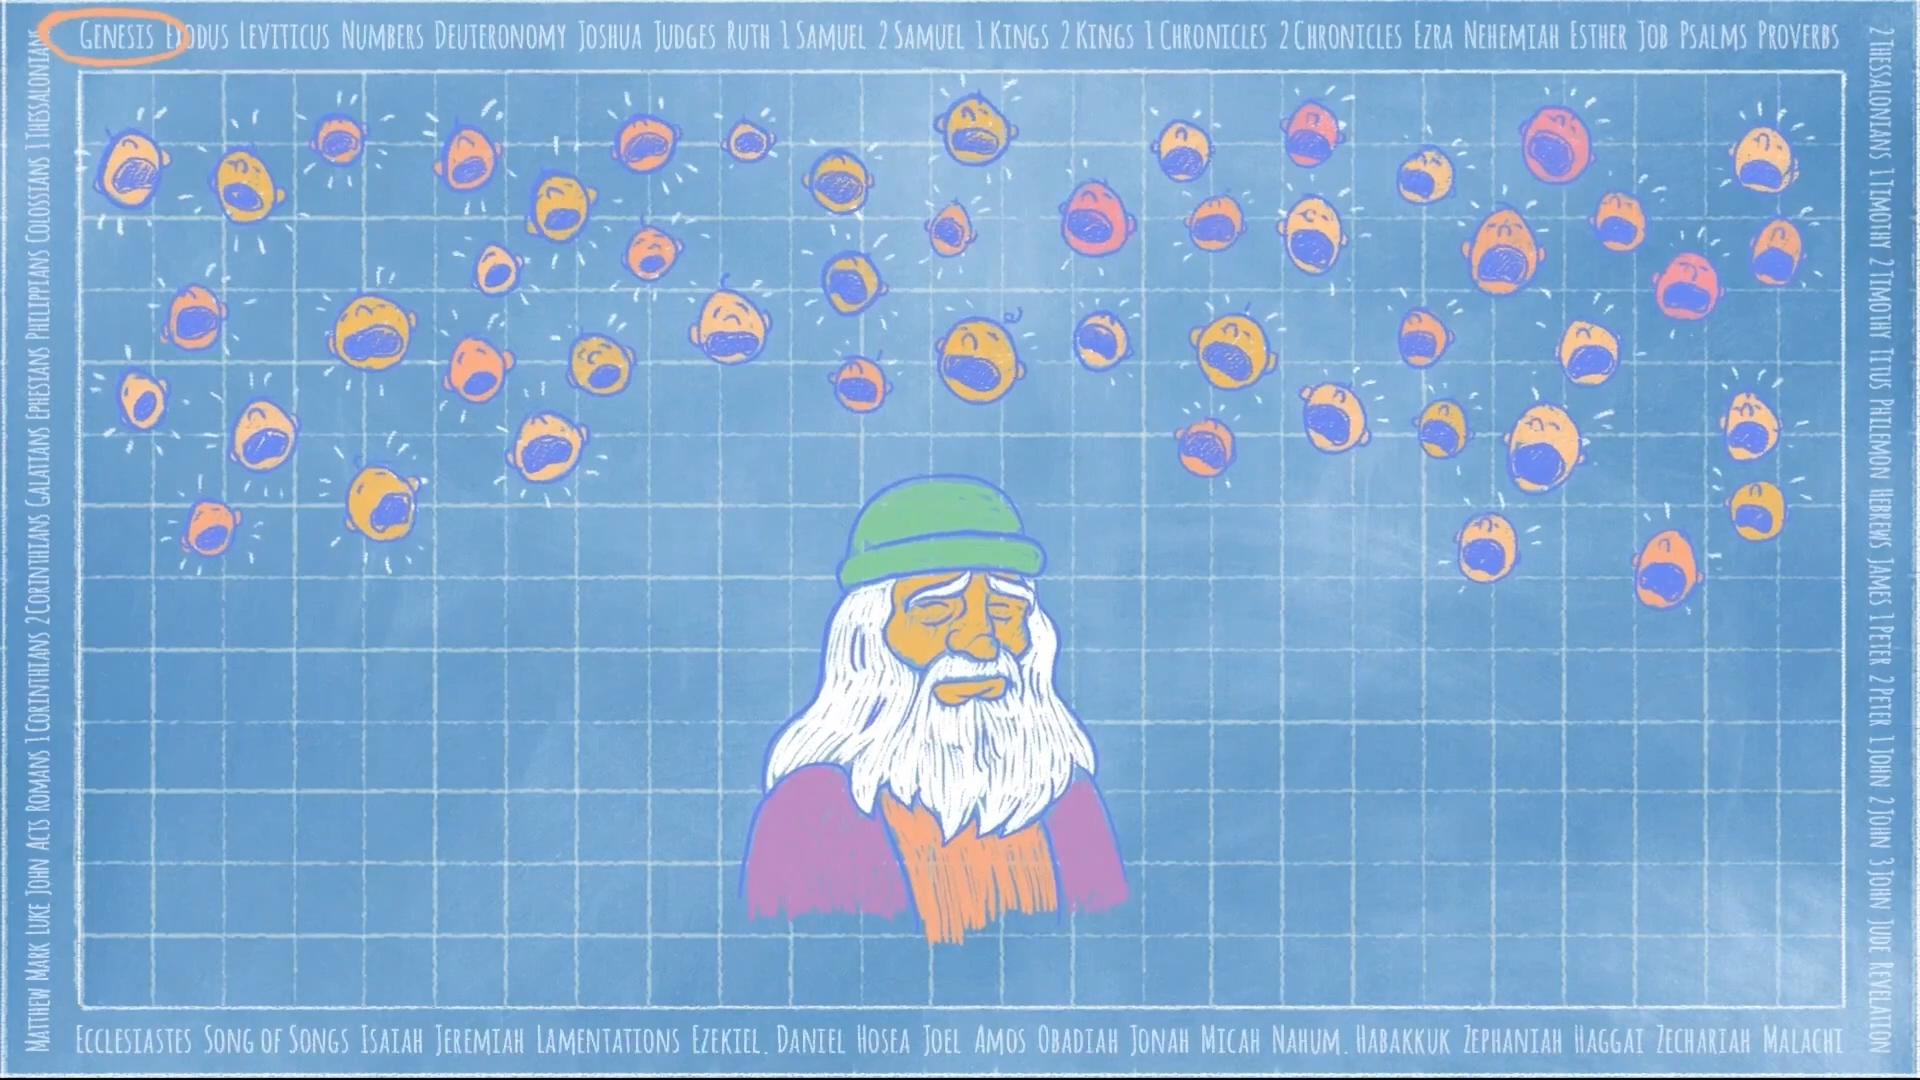 Genesis Exodus Leviticus Numbers Deuteronomy Joshua Judges Ruth 1 Samuel 2 Samuel 1 Kings 2 Kings 1 Chronicles 2 Chronicles Ezra Nehemiah Esther Job Psalms Proverbs
Ecclesiastes Song of Songs Isaiah Jeremiah Lamentations Ezekiel. Daniel Hosea Joel Amos Obadiah Jonah Micah Nahum. Habakkuk Zephaniah Haggai Zechariah Malachi
Matthew Mark Luke John Acts Romans 1 Corinthians 2 Corinthians Galatians Ephesians Philippians Colossians 1 Thessalonians
2 Thessalonians 1 Timothy 2 Timothy Titus Philemon Hebrews James 1 Peter 2 Peter 1 John 2 John 3 John Jude Revelation